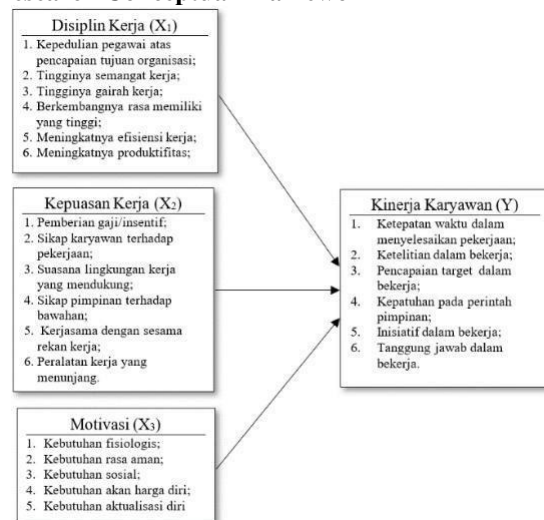 Disiplin Kerja (X₁)
1. Kepedulian pegawai atas
pencapaian tujuan organisasi;
2. Tingginya semangat kerja;
3. Tingginya gairah kerja;
4. Berkembangnya rasa memiliki
yang tinggi;
5. Meningkatnya efisiensi kerja;
6. Meningkatnya produktifitas;
Kepuasan Kerja (X₂)
1. Pemberian gaji/insentif;
2. Sikap karyawan terhadap
pekerjaan;
3. Suasana lingkungan kerja
yang mendukung;
4. Sikap pimpinan terhadap
bawahan;
5. Kerjasama dengan sesama
rekan kerja;
6. Peralatan kerja yang
menunjang.
Motivasi (X₃)
1. Kebutuhan fisiologis;
2. Kebutuhan rasa aman;
3. Kebutuhan sosial;
4. Kebutuhan akan harga diri;
5. Kebutuhan aktualisasi diri
Kinerja Karyawan (Y)
1. Ketepatan waktu dalam
menyelesaikan pekerjaan;
2. Ketelitian dalam bekerja;
3. Pencapaian target dalam
bekerja;
4. Kepatuhan pada perintah
pimpinan;
5. Inisiatif dalam bekerja;
6. Tanggung jawab dalam
bekerja.